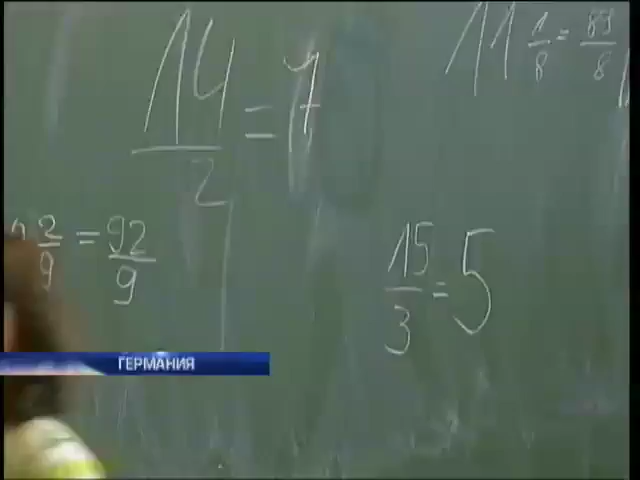 14/2 = 7
11 1/8 = 89/8
2/9 = 92/9
15/3 = 5
ГЕРМАНИЯ